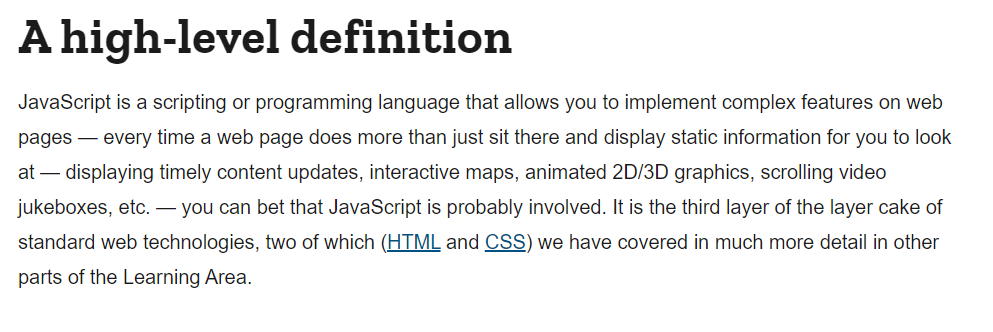 A high-level definition
JavaScript is a scripting or programming language that allows you to implement complex features on web
pages — every time a web page does more than just sit there and display static information for you to look
at — displaying timely content updates, interactive maps, animated 2D/3D graphics, scrolling video
jukeboxes, etc. — you can bet that JavaScript is probably involved. It is the third layer of the layer cake of
standard web technologies, two of which (HTML and CSS) we have covered in much more detail in other
parts of the Learning Area.